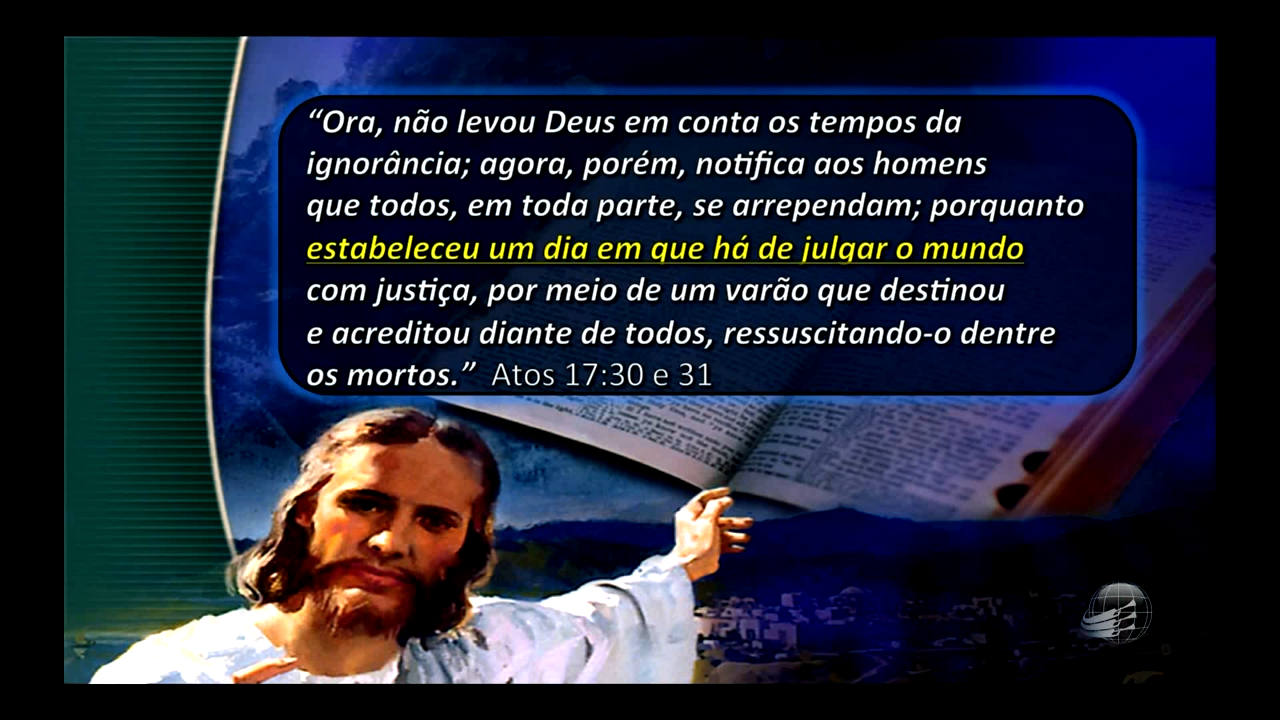 “Ora, não levou Deus em conta os tempos da
ignorância; agora, porém, notifica aos homens
que todos, em toda parte, se arrependam; porquanto
estabeleceu um dia em que há de julgar o mundo
com justiça, por meio de um varão que destinou
e acreditou diante de todos, ressuscitando-o dentre
os mortos.” Atos 17:30 e 31